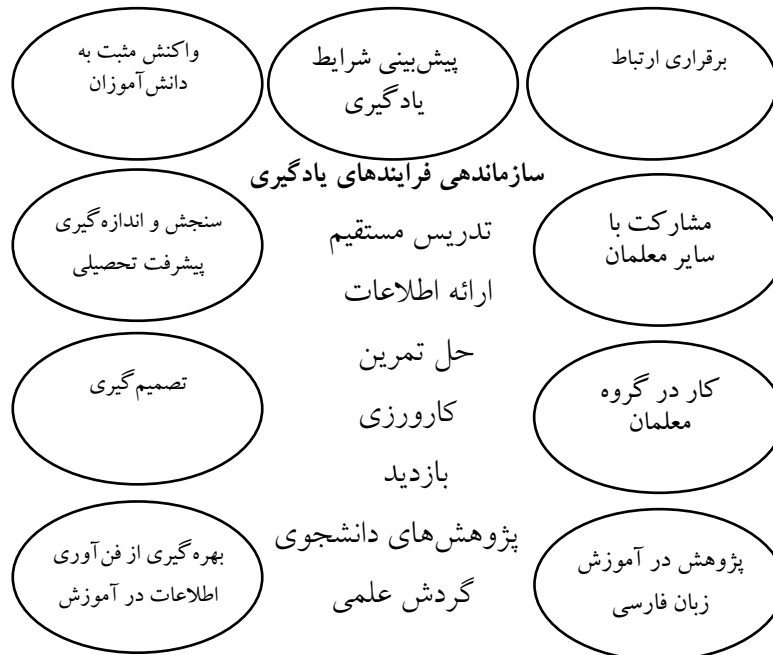 برقراری ارتباط
پیش‌بینی شرایط
یادگیری
واکنش مثبت به
دانش‌آموزان
سازماندهی فرایندهای یادگیری
مشارکت با
سایر معلمان
تدریس مستقیم
سنجش و اندازه‌گیری
پیشرفت تحصیلی
ارائه اطلاعات
حل تمرین
کار در گروه
معلمان
تصمیم‌گیری
کارورزی
بازدید
پژوهش‌های دانشجوی
پژوهش در آموزش
زبان فارسی
بهره‌گیری از فن‌آوری
اطلاعات در آموزش
گردش علمی